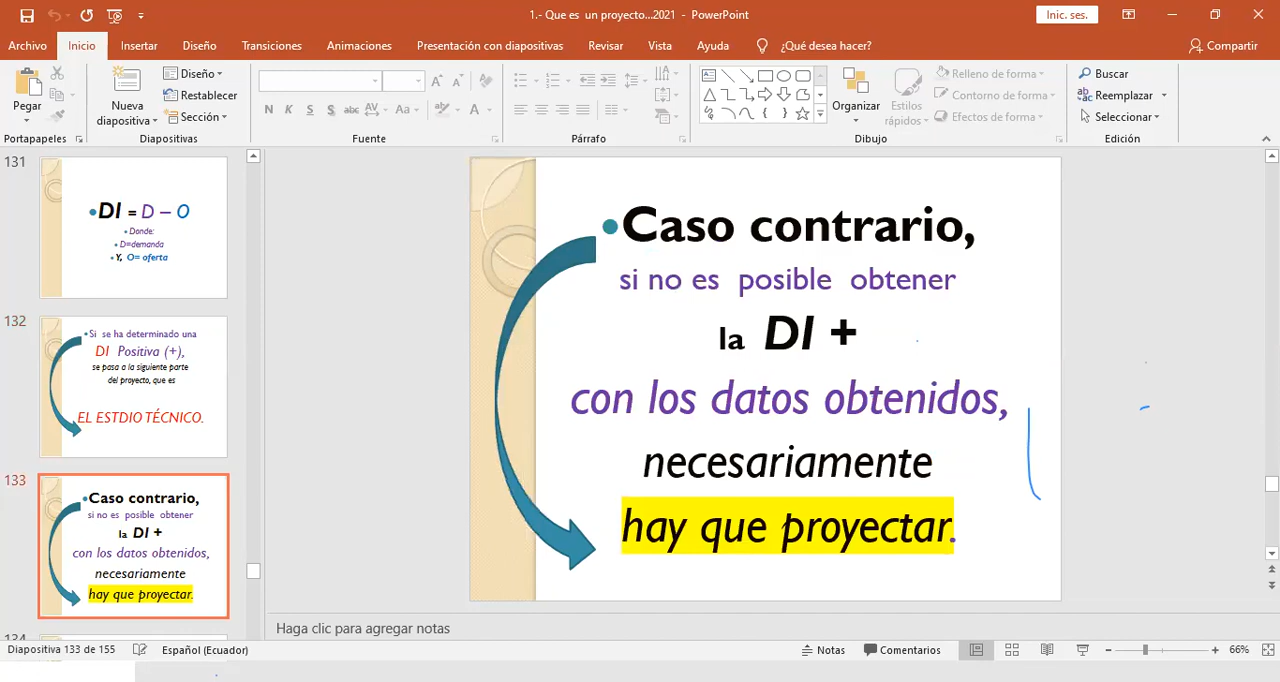 1.- Que es un proyecto...2021 - PowerPoint
Inic. ses.
Archivo Inicio Insertar Diseño Transiciones Animaciones Presentación con diapositivas Revisar Vista Ayuda ¿Qué desea hacer? Compartir
Pegar
Nueva diapositiva
Diseño
Restablecer
Sección
N K S S abc AV Aa A
Organizar
Estilos rápidos
Relleno de forma
Contorno de forma
Efectos de forma
Buscar
Reemplazar
Seleccionar
Portapapeles Diapositivas Fuente Párrafo Dibujo Edición
131
•DI = D – O
• Donde:
• D=demanda
• Y, O= oferta
132
•Si se ha determinado una
DI Positiva (+),
se pasa a la siguiente parte
del proyecto, que es
EL ESTDIO TÉCNICO.
133
•Caso contrario,
si no es posible obtener
la DI +
con los datos obtenidos,
necesariamente
hay que proyectar.
134
•Caso contrario,
si no es posible obtener
la DI +
con los datos obtenidos,
necesariamente
hay que proyectar.
Haga clic para agregar notas
Diapositiva 133 de 155 Español (Ecuador) Notas Comentarios 66%